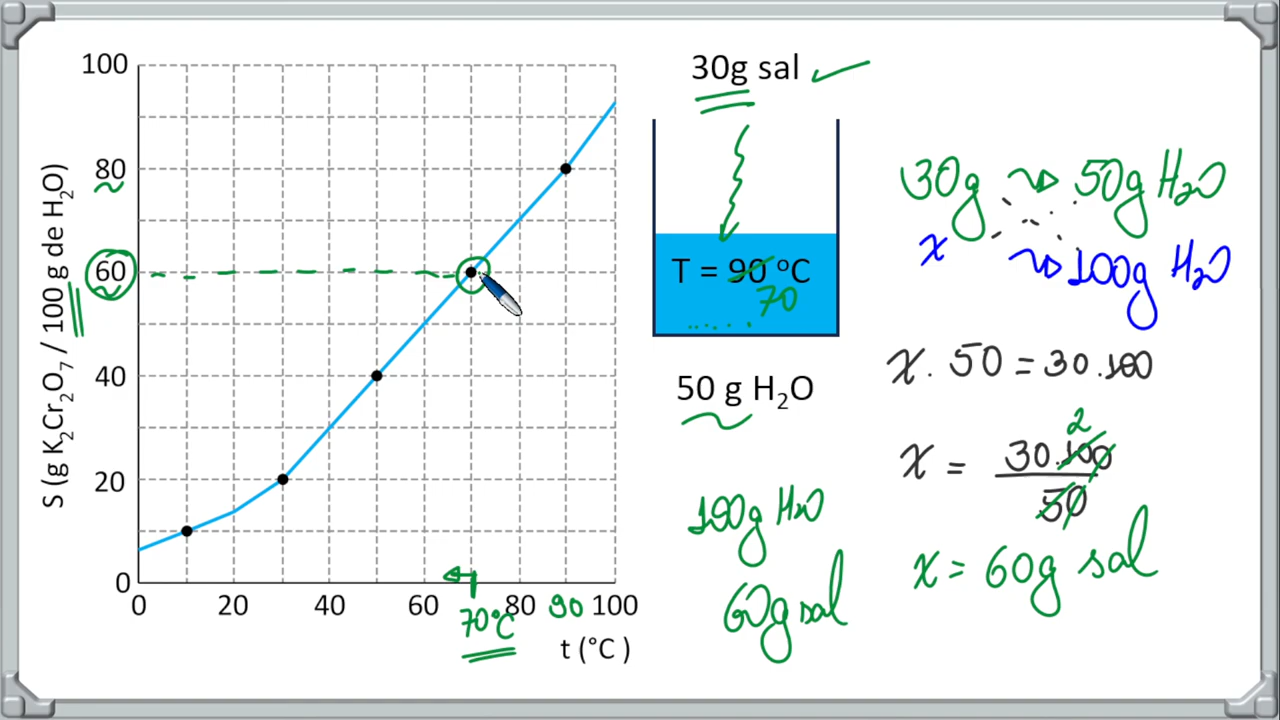 S (g K₂Cr₂O₇ / 100 g de H₂O)
100
80
60
40
20
0
0 20 40 60 80 90 100
70°C
t (°C )
30g sal
T = 90 °C
70
50 g H₂O
100g H₂O
60g sal
30g → 50g H₂O
x → 100g H₂O
x . 50 = 30 . 100
2
x = 30 . 100
50
x = 60g sal